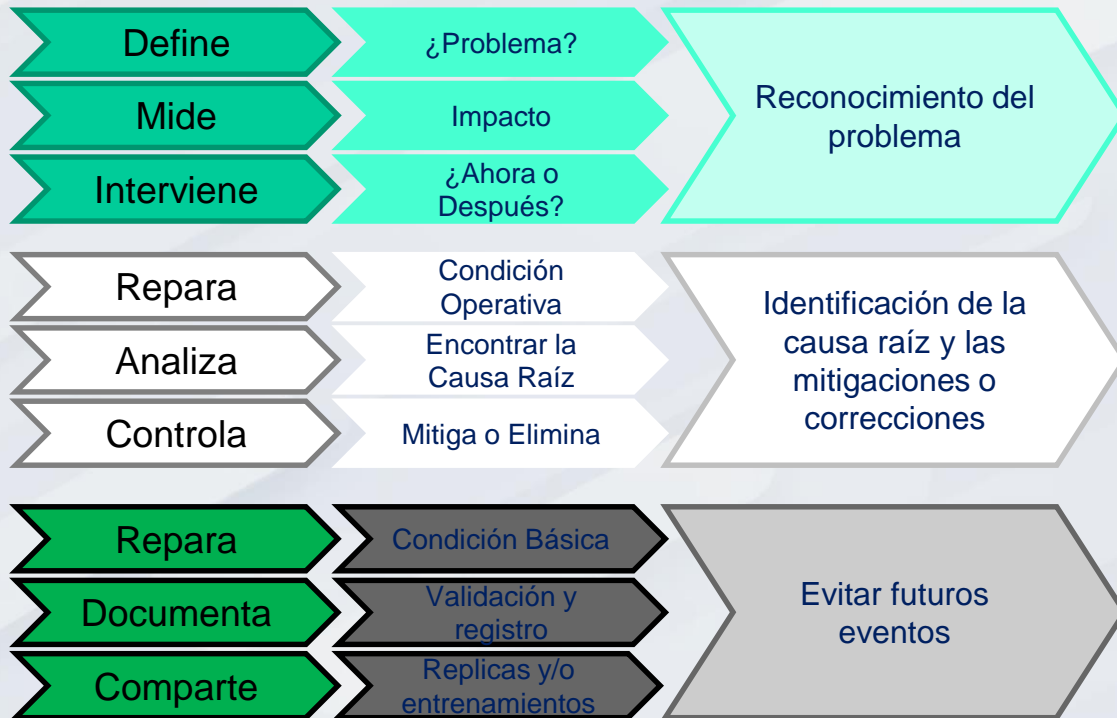 Define
¿Problema?
Mide
Impacto
Interviene
¿Ahora o
Después?
Reconocimiento del
problema
Repara
Condición
Operativa
Analiza
Encontrar la
Causa Raíz
Controla
Mitiga o Elimina
Identificación de la
causa raíz y las
mitigaciones o
correcciones
Repara
Condición Básica
Documenta
Validación y
registro
Comparte
Replicas y/o
entrenamientos
Evitar futuros
eventos